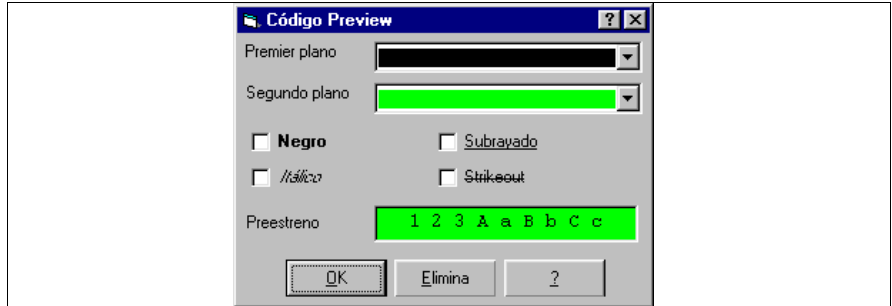 Código Preview
Premier plano
Segundo plano
Negro Subrayado
Itálico Strikeout
Preestreno 1 2 3 A a B b C c
OK Elimina ?